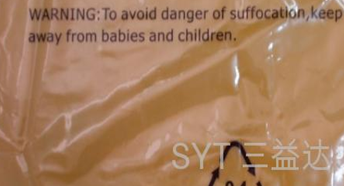 WARNING:To avoid danger of suffocation,keep
away from babies and children.
SYT三益达